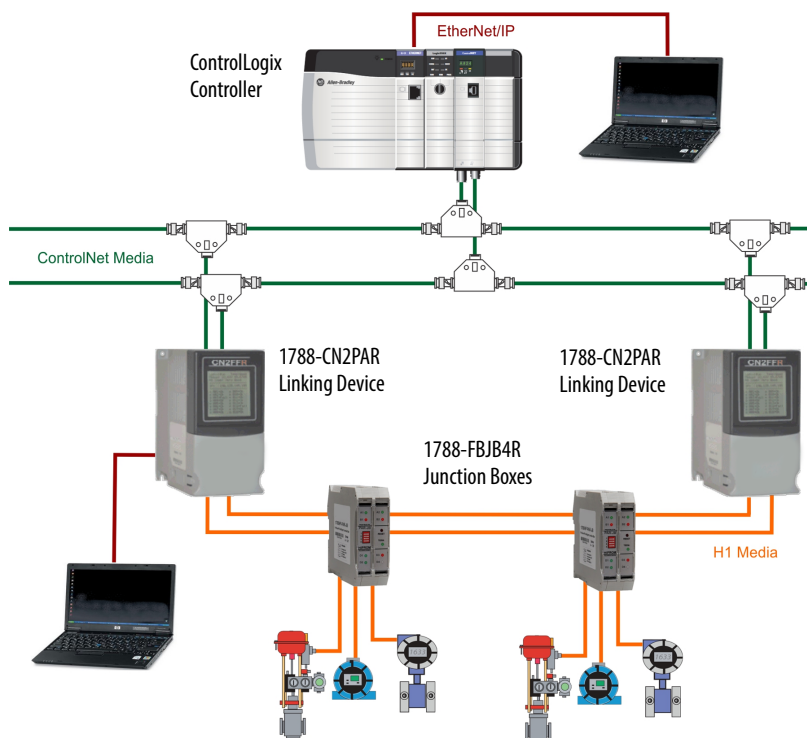 EtherNet/IP
ControlLogix
Controller
Allen-Bradley
ControlNet Media
1788-CN2PAR
Linking Device
1788-CN2PAR
Linking Device
CN2FFR
1788-FBJB4R
Junction Boxes
H1 Media